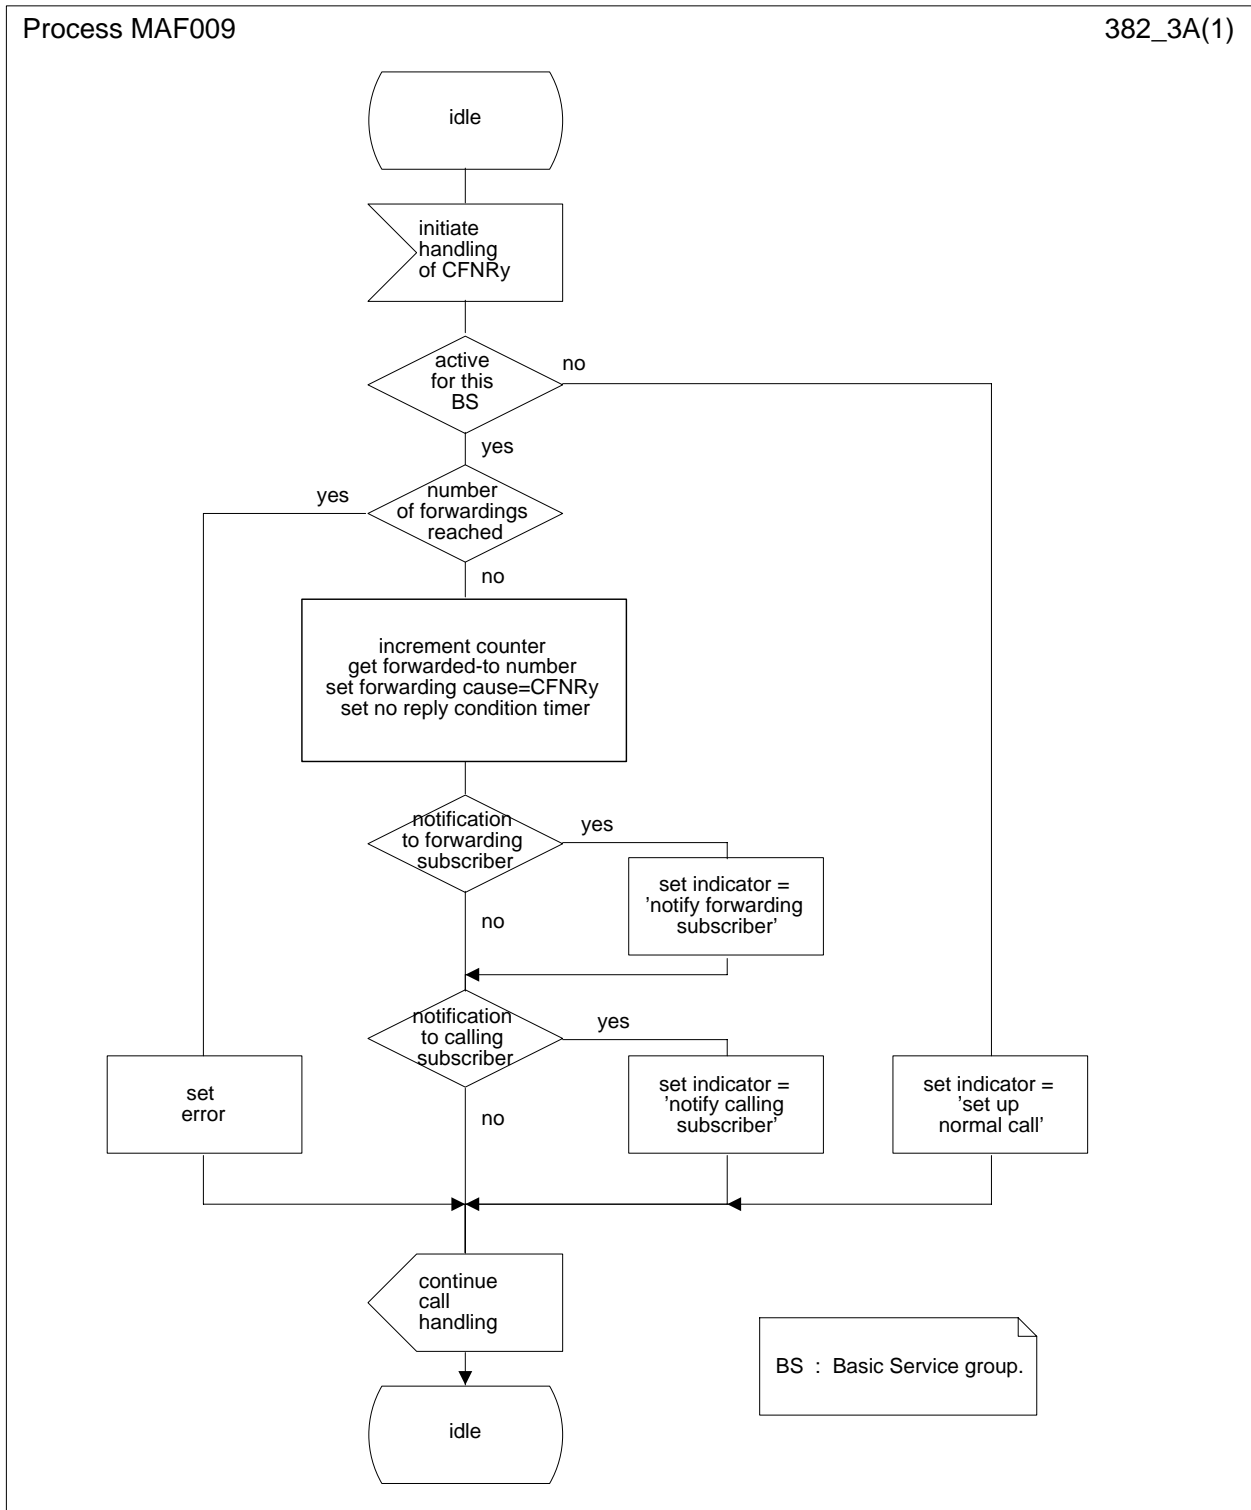 Process MAF009
382_3A(1)
idle
initiate
handling
of CFNRy
active
for this
BS
no
yes
number
of forwardings
reached
yes
no
increment counter
get forwarded-to number
set forwarding cause=CFNRy
set no reply condition timer
notification
to forwarding
subscriber
yes
set indicator =
’notify forwarding
subscriber’
no
notification
to calling
subscriber
yes
set
error
set indicator =
’notify calling
subscriber’
set indicator =
’set up
normal call’
no
continue
call
handling
BS : Basic Service group.
idle